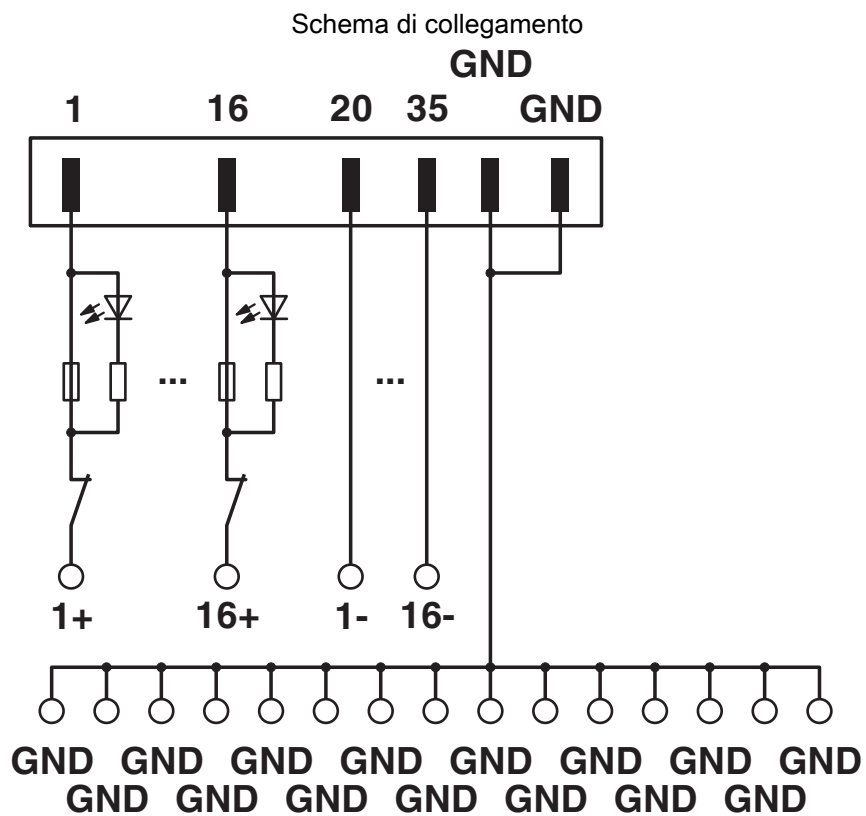 Schema di collegamento
GND
1 16 20 35 GND
... ...
1+ 16+ 1- 16-
GND GND GND GND GND GND GND GND
GND GND GND GND GND GND GND